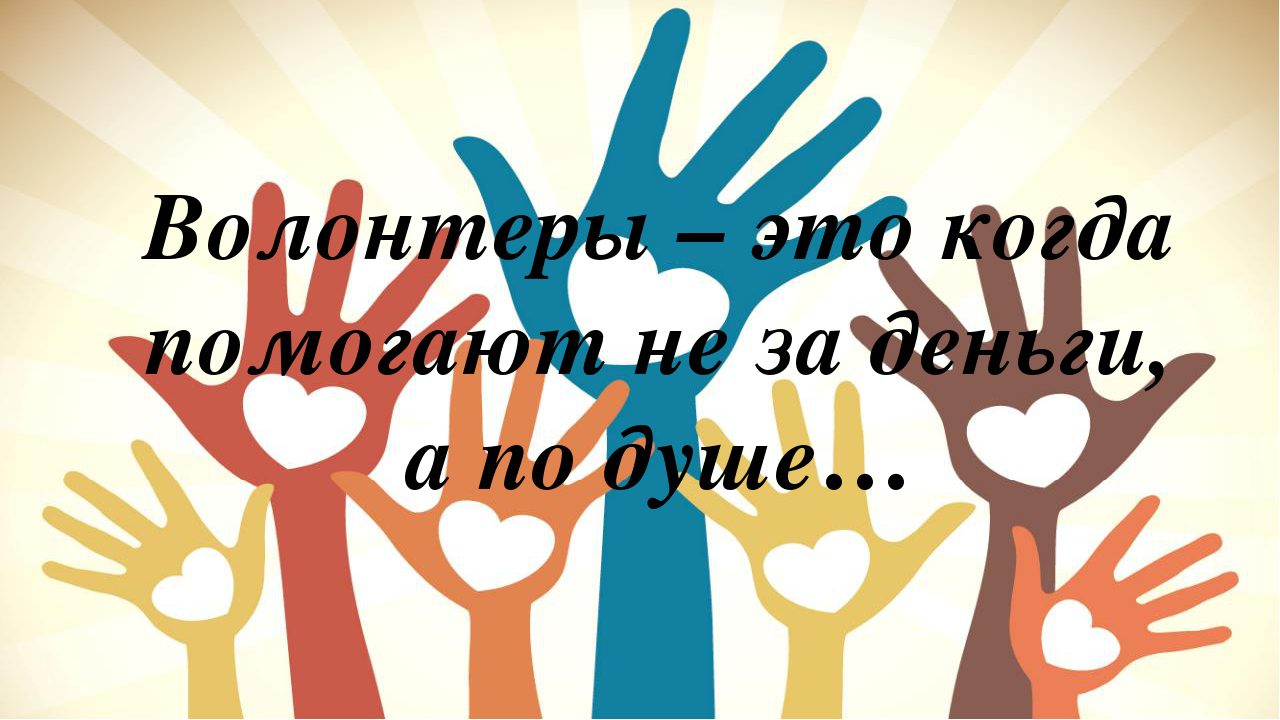 Волонтеры – это когда
помогают не за деньги,
а по душе…